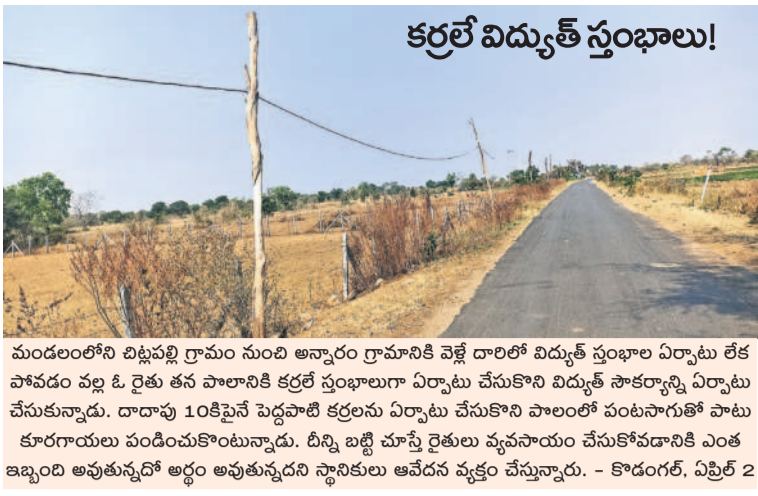 కర్రలే విద్యుత్ స్తంభాలు!
మండలంలోని చిట్లపల్లి గ్రామం నుంచి అన్నారం గ్రామానికి వెళ్లే దారిలో విద్యుత్ స్తంభాల ఏర్పాటు లేక
పోవడం వల్ల ఓ రైతు తన పొలానికి కర్రలే స్తంభాలుగా ఏర్పాటు చేసుకొని విద్యుత్ సౌకర్యాన్ని ఏర్పాటు
చేసుకున్నాడు. దాదాపు 10కిపైనే పెద్దపాటి కర్రలను ఏర్పాటు చేసుకొని పొలంలో పంటసాగుతో పాటు
కూరగాయలు పండించుకొంటున్నాడు. దీన్ని బట్టి చూస్తే రైతులు వ్యవసాయం చేసుకోవడానికి ఎంత
ఇబ్బంది అవుతున్నదో అర్థం అవుతున్నదని స్థానికులు ఆవేదన వ్యక్తం చేస్తున్నారు. – కొడంగల్, ఏప్రిల్ 2